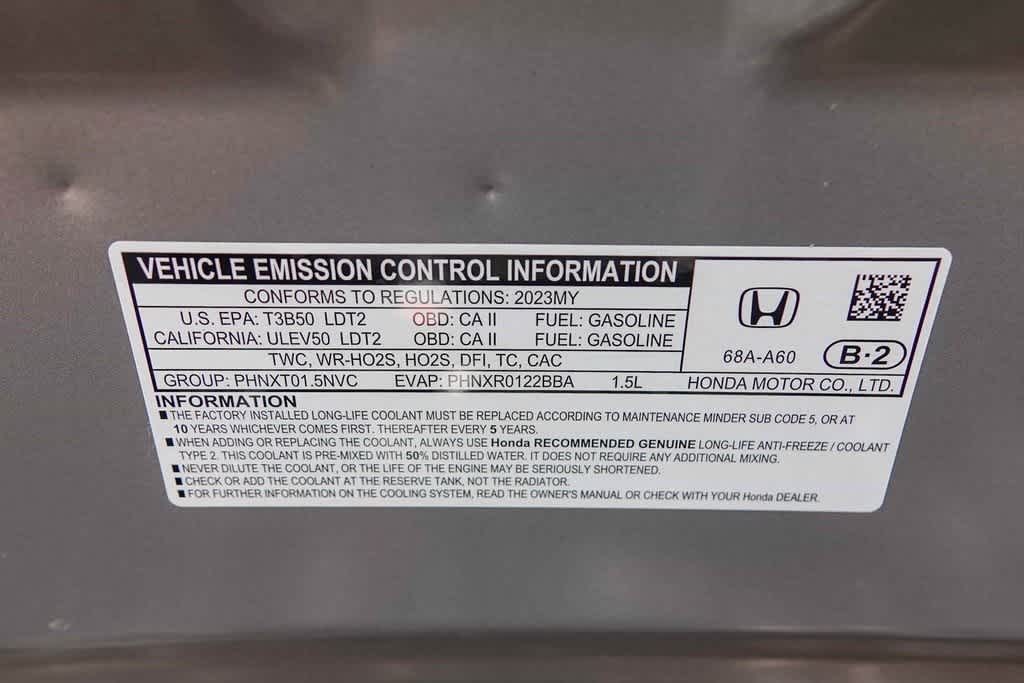 VEHICLE EMISSION CONTROL INFORMATION
CONFORMS TO REGULATIONS: 2023MY
U.S. EPA: T3B50 LDT2 OBD: CA II FUEL: GASOLINE
CALIFORNIA: ULEV50 LDT2 OBD: CA II FUEL: GASOLINE
TWC, WR-HO2S, HO2S, DFI, TC, CAC
68A-A60 B·2
GROUP: PHNXT01.5NVC EVAP: PHNXR0122BBA 1.5L HONDA MOTOR CO., LTD.
INFORMATION
■ THE FACTORY INSTALLED LONG-LIFE COOLANT MUST BE REPLACED ACCORDING TO MAINTENANCE MINDER SUB CODE 5, OR AT
10 YEARS WHICHEVER COMES FIRST. THEREAFTER EVERY 5 YEARS.
■ WHEN ADDING OR REPLACING THE COOLANT, ALWAYS USE Honda RECOMMENDED GENUINE LONG-LIFE ANTI-FREEZE / COOLANT
TYPE 2. THIS COOLANT IS PRE-MIXED WITH 50% DISTILLED WATER. IT DOES NOT REQUIRE ANY ADDITIONAL MIXING.
■ NEVER DILUTE THE COOLANT, OR THE LIFE OF THE ENGINE MAY BE SERIOUSLY SHORTENED.
■ CHECK OR ADD THE COOLANT AT THE RESERVE TANK, NOT THE RADIATOR.
■ FOR FURTHER INFORMATION ON THE COOLING SYSTEM, READ THE OWNER'S MANUAL OR CHECK WITH YOUR Honda DEALER.